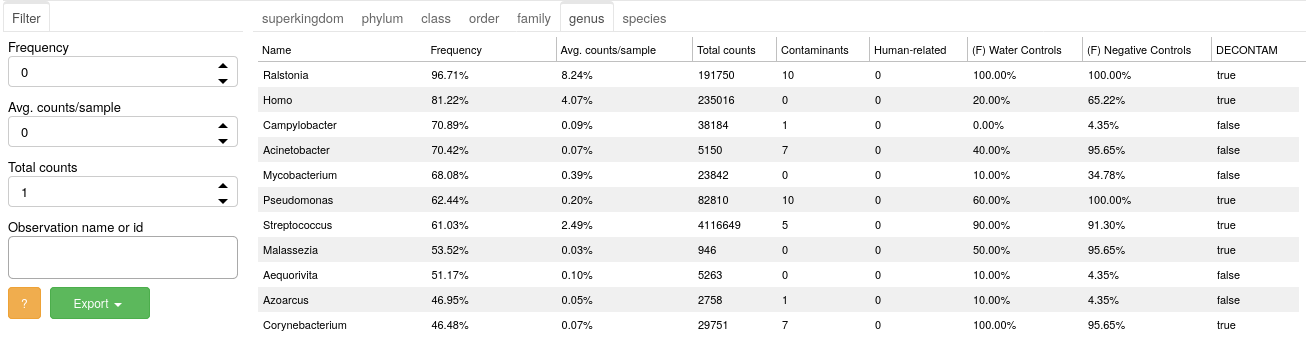 Filter
superkingdom phylum class order family genus species
Frequency
0
Avg. counts/sample
0
Total counts
1
Observation name or id
? Export
Name Frequency Avg. counts/sample Total counts Contaminants Human-related (F) Water Controls (F) Negative Controls DECONTAM
Ralstonia 96.71% 8.24% 191750 10 0 100.00% 100.00% true
Homo 81.22% 4.07% 235016 0 0 20.00% 65.22% true
Campylobacter 70.89% 0.09% 38184 1 0 0.00% 4.35% false
Acinetobacter 70.42% 0.07% 5150 7 0 40.00% 95.65% false
Mycobacterium 68.08% 0.39% 23842 0 0 10.00% 34.78% false
Pseudomonas 62.44% 0.20% 82810 10 0 60.00% 100.00% true
Streptococcus 61.03% 2.49% 4116649 5 0 90.00% 91.30% true
Malassezia 53.52% 0.03% 946 0 0 50.00% 95.65% true
Aequorivita 51.17% 0.10% 5263 0 0 10.00% 4.35% false
Azoarcus 46.95% 0.05% 2758 1 0 10.00% 4.35% false
Corynebacterium 46.48% 0.07% 29751 7 0 100.00% 95.65% true